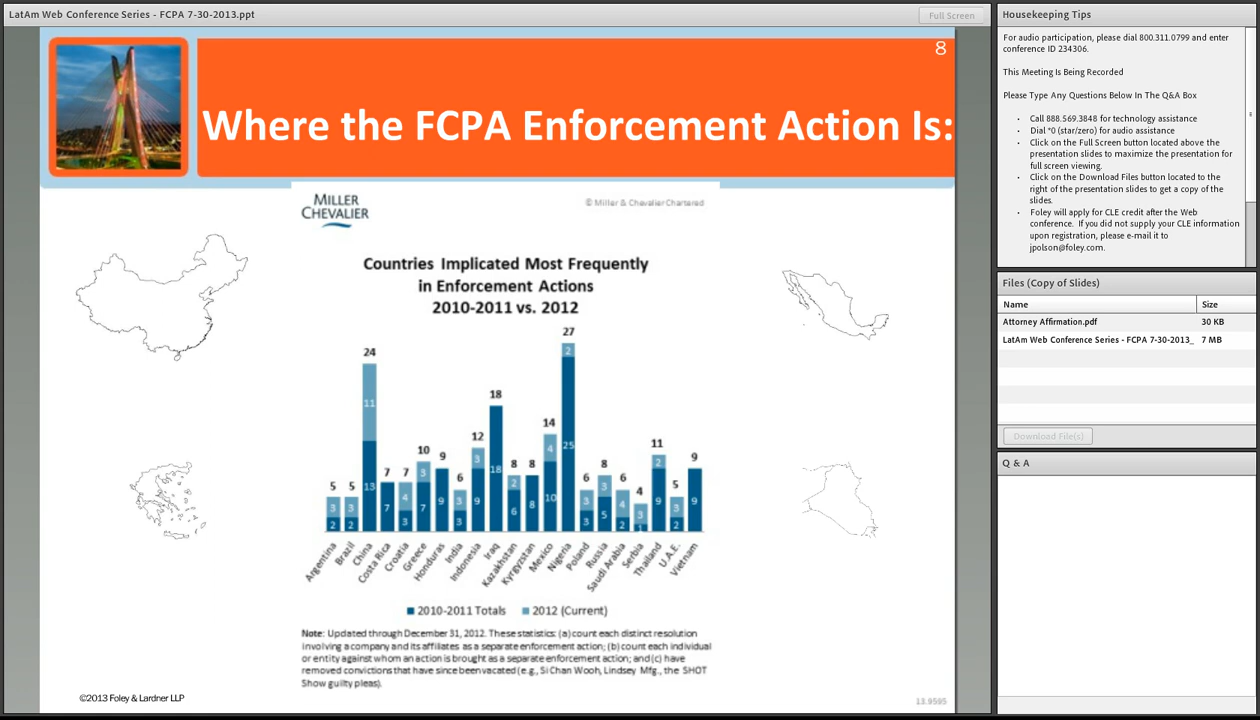 LatAm Web Conference Series - FCPA 7-30-2013.ppt
Full Screen
8
Where the FCPA Enforcement Action Is:
MILLER
CHEVALIER
© Miller & Chevalier Chartered
Countries Implicated Most Frequently
in Enforcement Actions
2010-2011 vs. 2012
5 5 24 7 7 10 9 6 12 18 8 8 14 27 6 8 6 4 11 5 9
3 3 11 4 3 3 3 2 4 2 3 3 4 3 2 3
2 2 13 7 3 7 9 3 9 18 6 8 10 25 3 5 2 1 9 2 9
Argentina
Brazil
China
Costa Rica
Croatia
Greece
Honduras
India
Indonesia
Iraq
Kazakhstan
Kyrgyzstan
Mexico
Nigeria
Poland
Russia
Saudi Arabia
Serbia
Thailand
U.A.E.
Vietnam
2010-2011 Totals 2012 (Current)
Note: Updated through December 31, 2012. These statistics: (a) count each distinct resolution
involving a company and its affiliates as a separate enforcement action; (b) count each individual
or entity against whom an action is brought as a separate enforcement action; and (c) have
removed convictions that have since been vacated (e.g., Si Chan Wooh, Lindsey Mfg., the SHOT
Show guilty pleas).
©2013 Foley & Lardner LLP
13.9595
Housekeeping Tips
For audio participation, please dial 800.311.0799 and enter
conference ID 234306.
This Meeting Is Being Recorded
Please Type Any Questions Below In The Q&A Box
• Call 888.569.3848 for technology assistance
• Dial *0 (star/zero) for audio assistance
• Click on the Full Screen button located above the
presentation slides to maximize the presentation for
full screen viewing.
• Click on the Download Files button located to the
right of the presentation slides to get a copy of the
slides.
• Foley will apply for CLE credit after the Web
conference. If you did not supply your CLE information
upon registration, please e-mail it to
jpolson@foley.com.
Files (Copy of Slides)
Name Size
Attorney Affirmation.pdf 30 KB
LatAm Web Conference Series - FCPA 7-30-2013_ 7 MB
Download File(s)
Q & A